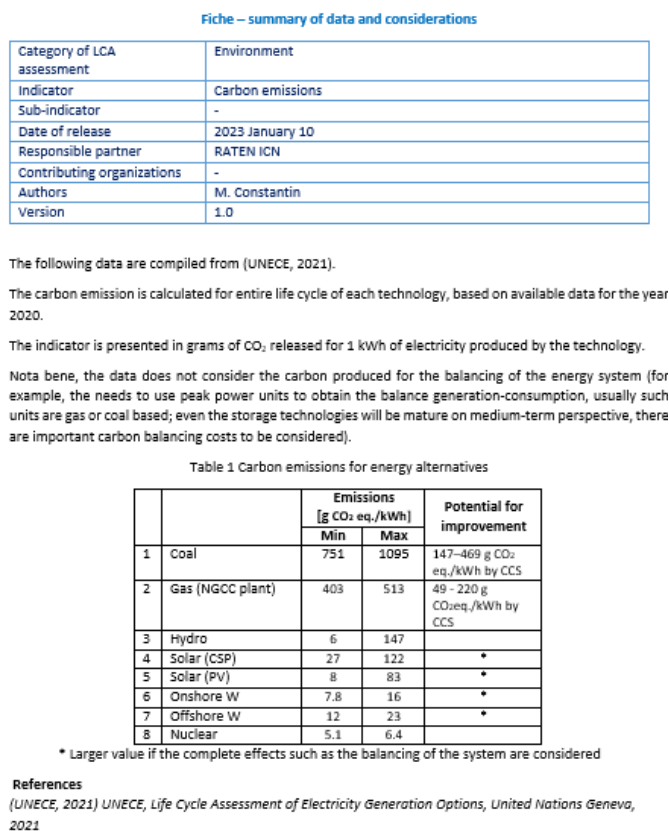 Fiche – summary of data and considerations
Category of LCA assessment Environment
Indicator Carbon emissions
Sub-indicator -
Date of release 2023 January 10
Responsible partner RATEN ICN
Contributing organizations -
Authors M. Constantin
Version 1.0
The following data are compiled from (UNECE, 2021).
The carbon emission is calculated for entire life cycle of each technology, based on available data for the year
2020.
The indicator is presented in grams of CO₂ released for 1 kWh of electricity produced by the technology.
Nota bene, the data does not consider the carbon produced for the balancing of the energy system (for
example, the needs to use peak power units to obtain the balance generation-consumption, usually such
units are gas or coal based; even the storage technologies will be mature on medium-term perspective, there
are important carbon balancing costs to be considered).
Table 1 Carbon emissions for energy alternatives
Emissions [g CO₂ eq./kWh] Potential for improvement
Min Max
1 Coal 751 1095 147–469 g CO₂ eq./kWh by CCS
2 Gas (NGCC plant) 403 513 49 - 220 g CO₂eq./kWh by CCS
3 Hydro 6 147
4 Solar (CSP) 27 122 *
5 Solar (PV) 8 83 *
6 Onshore W 7.8 16 *
7 Offshore W 12 23 *
8 Nuclear 5.1 6.4
* Larger value if the complete effects such as the balancing of the system are considered
References
(UNECE, 2021) UNECE, Life Cycle Assessment of Electricity Generation Options, United Nations Geneva,
2021